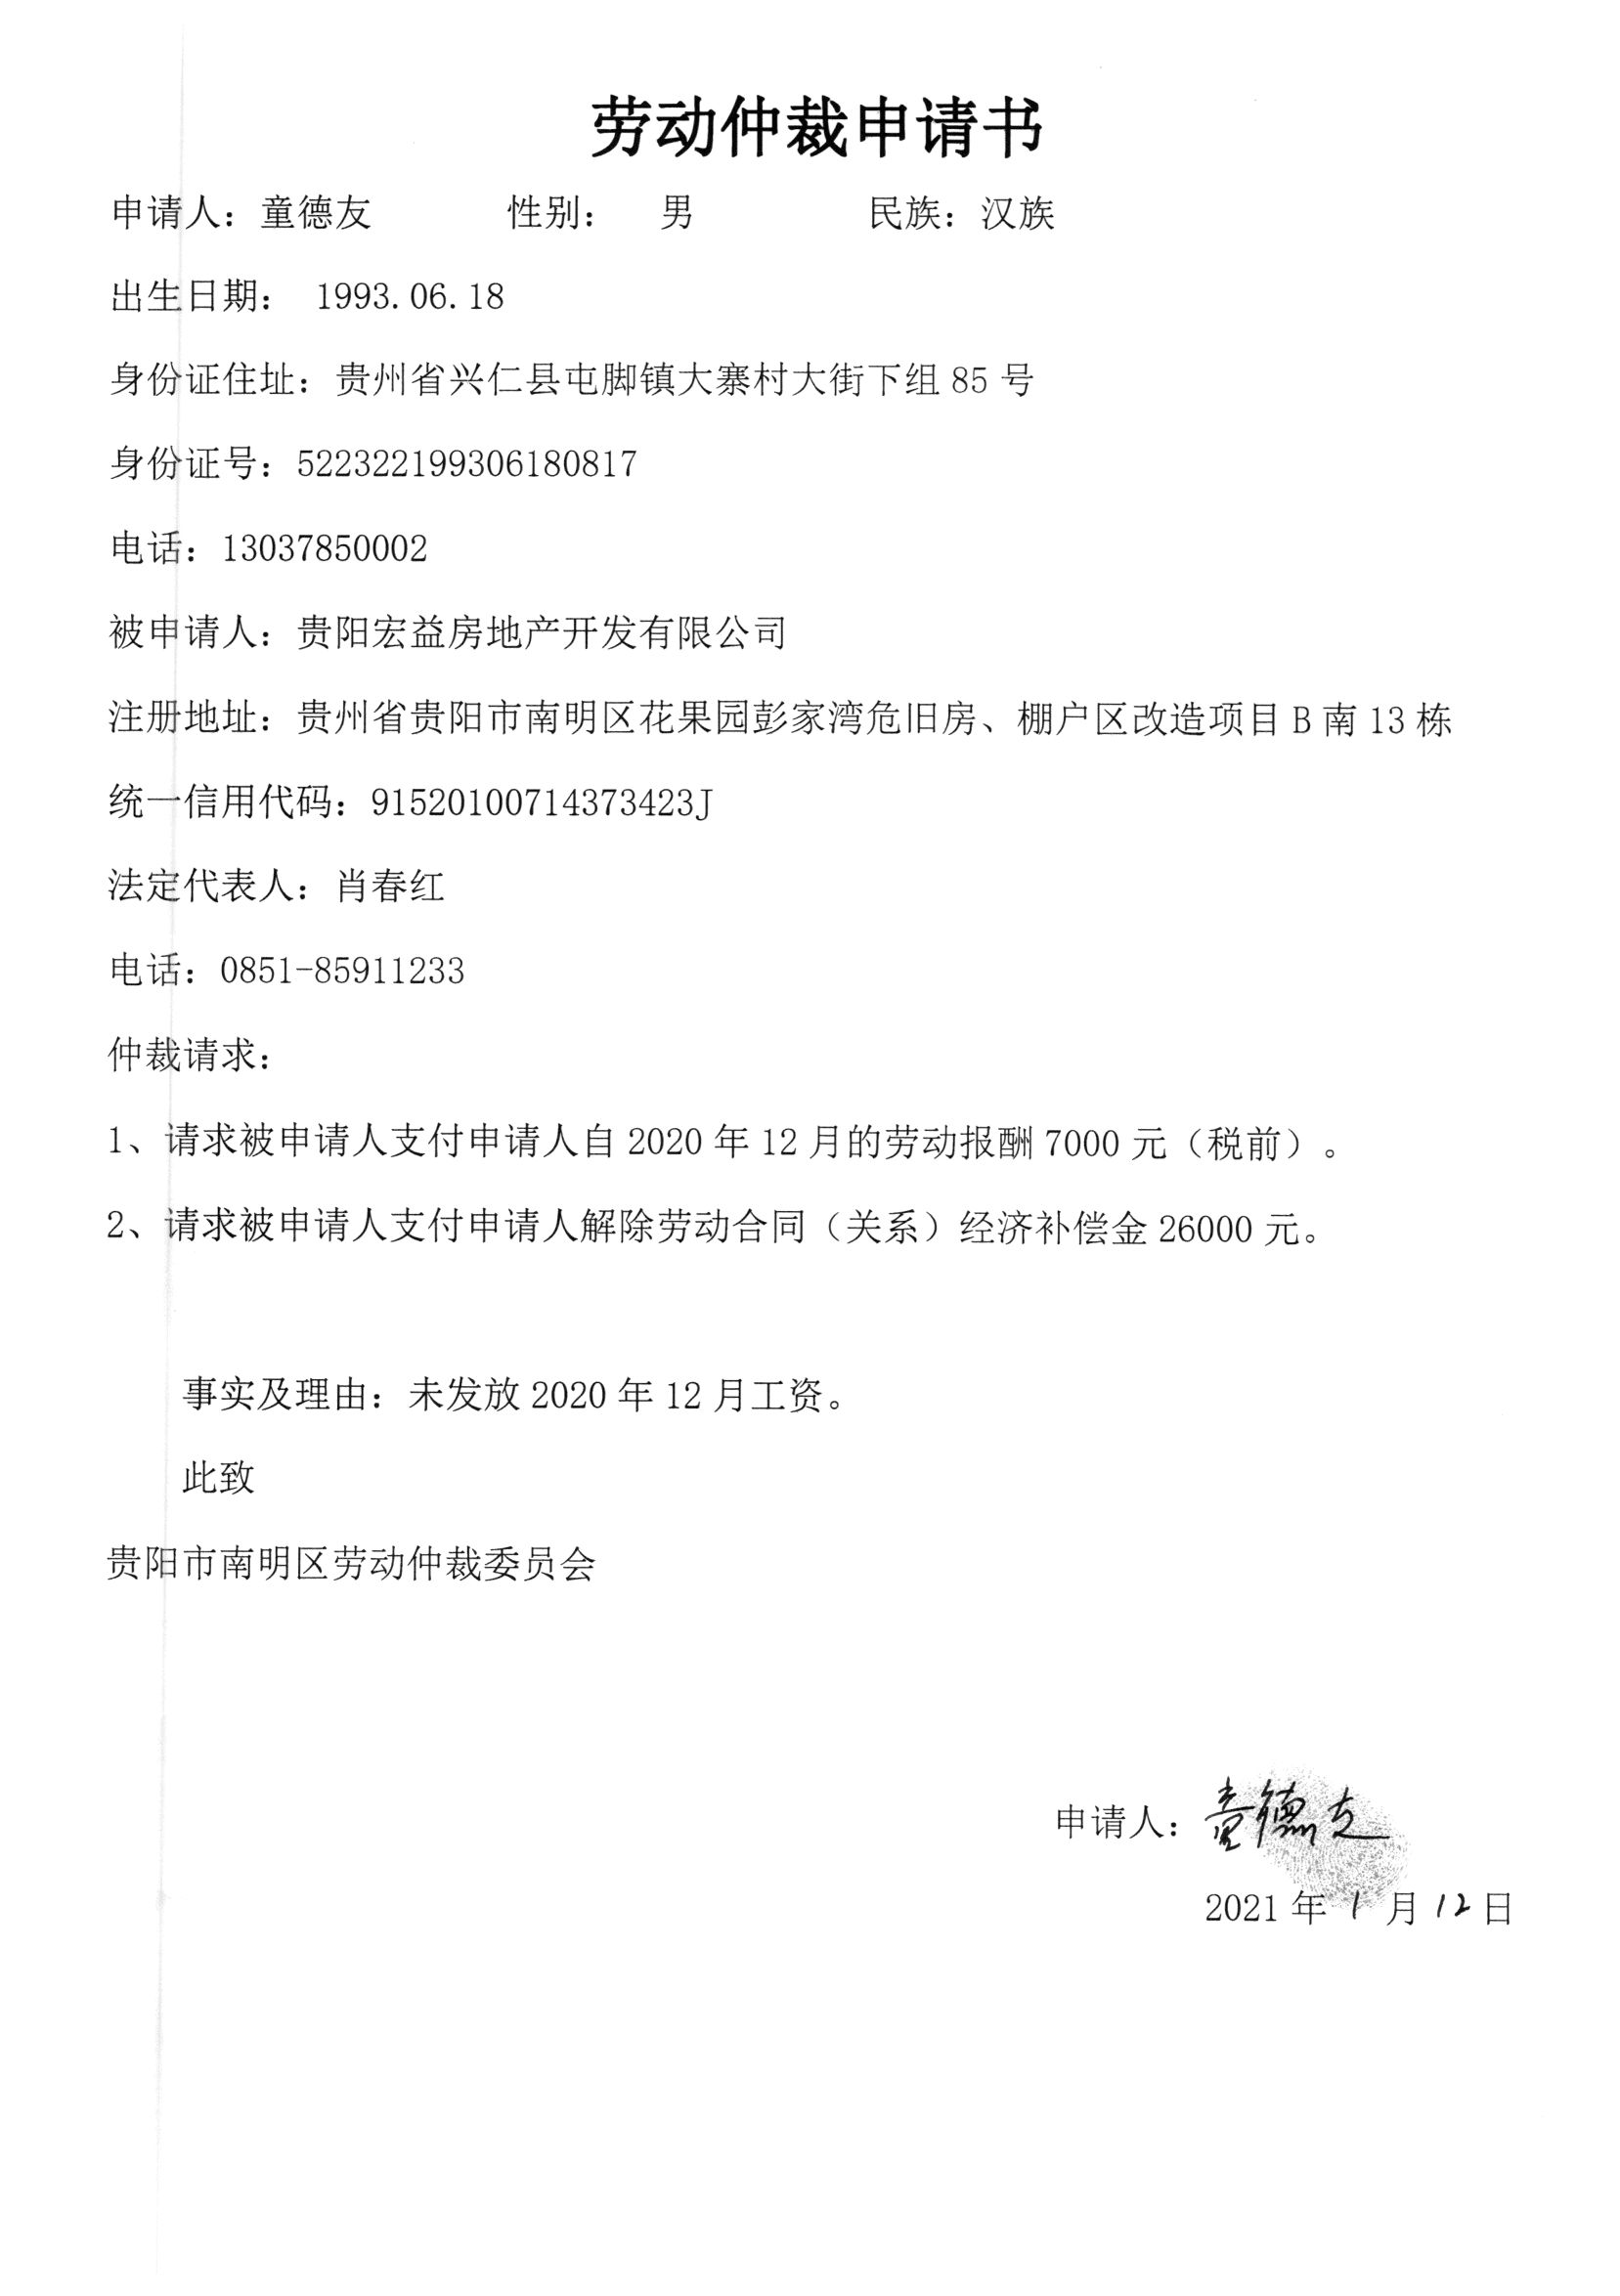 劳动仲裁申请书
申请人：童德友 性别： 男 民族：汉族
出生日期： 1993.06.18
身份证住址：贵州省兴仁县屯脚镇大寨村大街下组 85 号
身份证号：522322199306180817
电话：13037850002
被申请人：贵阳宏益房地产开发有限公司
注册地址：贵州省贵阳市南明区花果园彭家湾危旧房、棚户区改造项目 B 南 13 栋
统一信用代码：91520100714373423J
法定代表人：肖春红
电话：0851-85911233
仲裁请求：
1、请求被申请人支付申请人自 2020 年 12 月的劳动报酬 7000 元（税前）。
2、请求被申请人支付申请人解除劳动合同（关系）经济补偿金 26000 元。
事实及理由：未发放 2020 年 12 月工资。
此致
贵阳市南明区劳动仲裁委员会
申请人：童德友
2021 年 1 月 12 日